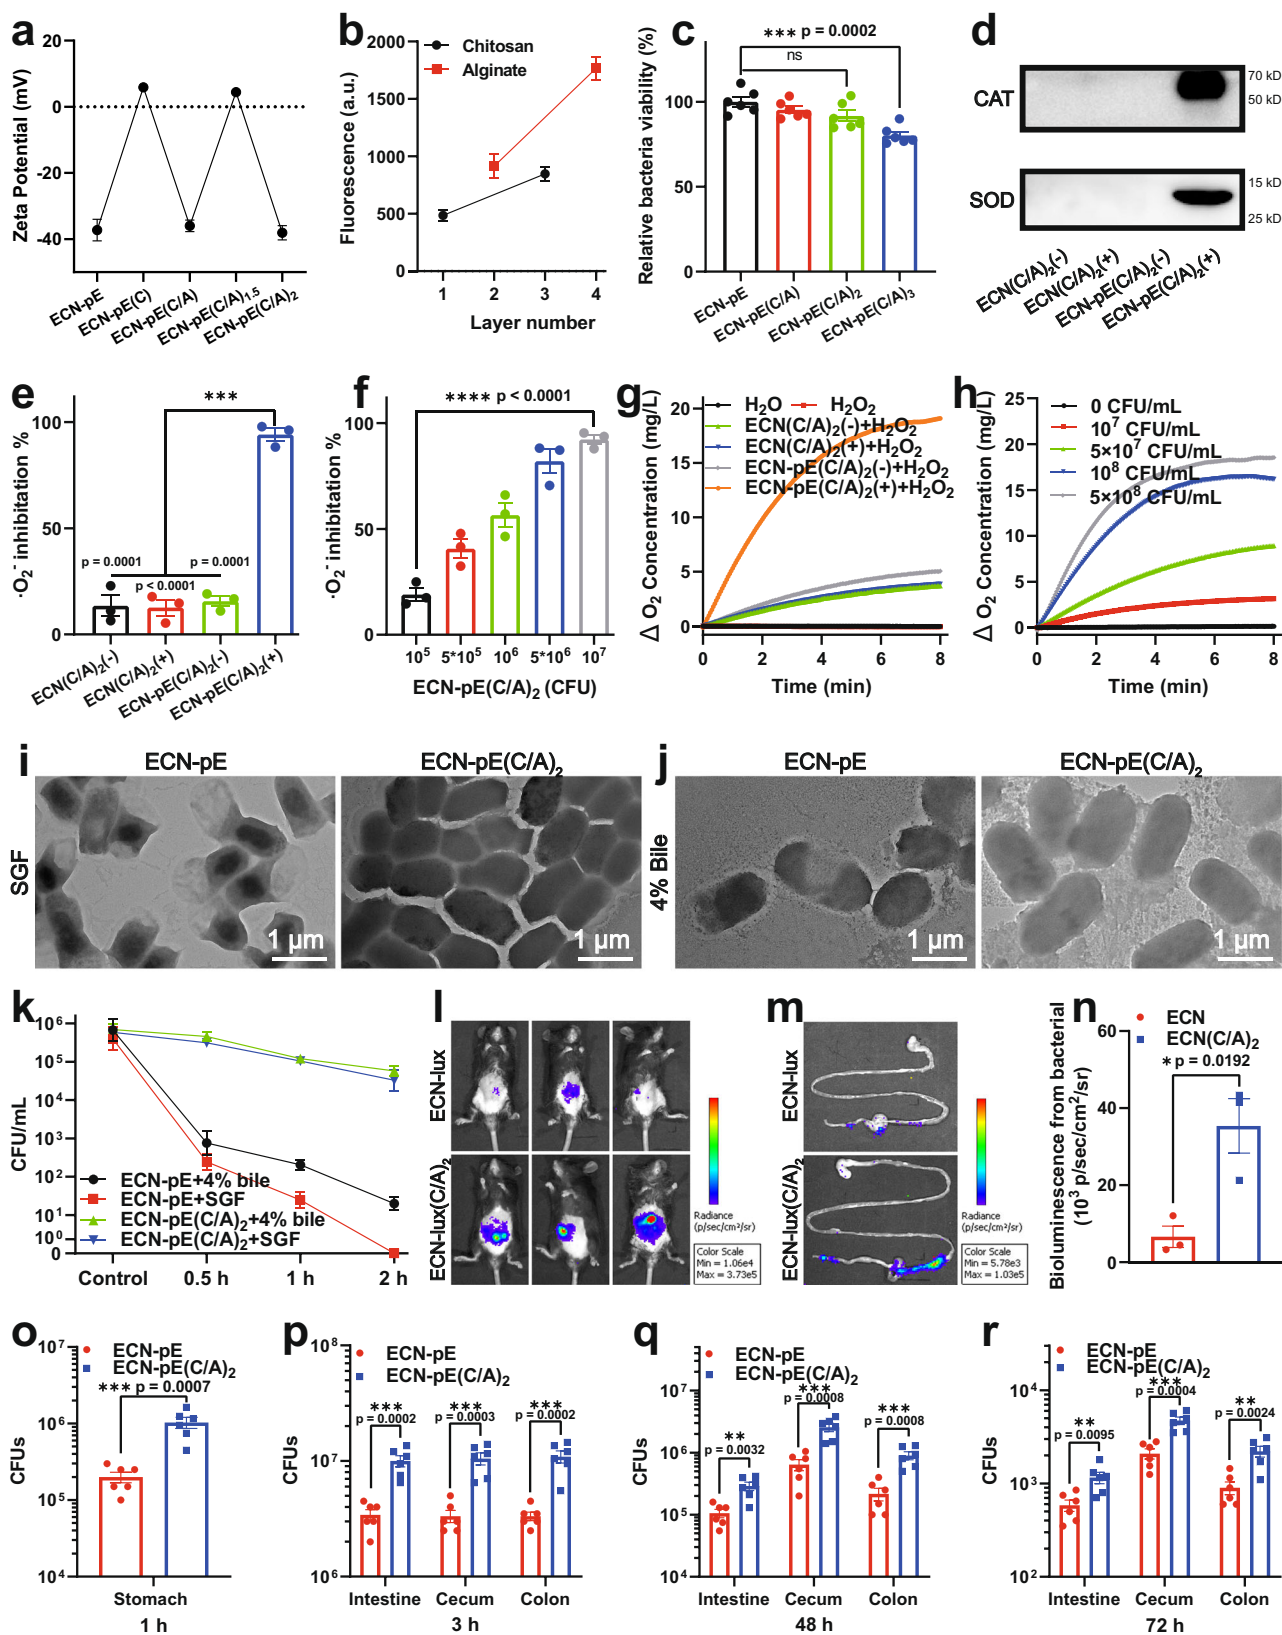 a
Zeta Potential (mV)
20
0
-20
-40
ECN-pE
ECN-pE(C)
ECN-pE(C/A)
ECN-pE(C/A)1.5
ECN-pE(C/A)2
b
Fluorescence (a.u.)
2000
1500
1000
500
0
Chitosan
Alginate
1 2 3 4
Layer number
c
Relative bacteria viability (%)
*** p = 0.0002
ns
100
50
0
ECN-pE
ECN-pE(C/A)
ECN-pE(C/A)2
ECN-pE(C/A)3
d
CAT
70 kD
50 kD
SOD
15 kD
25 kD
ECN(C/A)2(-)
ECN(C/A)2(+)
ECN-pE(C/A)2(-)
ECN-pE(C/A)2(+)
e
·O2- inhibitation %
100
50
0
***
p = 0.0001
p < 0.0001
p = 0.0001
ECN(C/A)2(-)
ECN(C/A)2(+)
ECN-pE(C/A)2(-)
ECN-pE(C/A)2(+)
f
·O2- inhibitation %
100
50
0
**** p < 0.0001
10^5 5*10^5 10^6 5*10^6 10^7
ECN-pE(C/A)2 (CFU)
g
Δ O2 Concentration (mg/L)
20
15
10
5
0
H2O H2O2
ECN(C/A)2(-)+H2O2
ECN(C/A)2(+)+H2O2
ECN-pE(C/A)2(-)+H2O2
ECN-pE(C/A)2(+)+H2O2
0 2 4 6 8
Time (min)
h
Δ O2 Concentration (mg/L)
25
20
15
10
5
0
0 CFU/mL
10^7 CFU/mL
5×10^7 CFU/mL
10^8 CFU/mL
5×10^8 CFU/mL
0 2 4 6 8
Time (min)
i
ECN-pE ECN-pE(C/A)2
SGF
1 μm 1 μm
j
ECN-pE ECN-pE(C/A)2
4% Bile
1 μm 1 μm
k
CFU/mL
10^6
10^5
10^4
10^3
10^2
10^1
10^0
0
ECN-pE+4% bile
ECN-pE+SGF
ECN-pE(C/A)2+4% bile
ECN-pE(C/A)2+SGF
Control 0.5 h 1 h 2 h
l
ECN-lux
ECN-lux(C/A)2
Radiance
(p/sec/cm²/sr)
Color Scale
Min = 1.06e4
Max = 3.73e5
m
ECN-lux
ECN-lux(C/A)2
Radiance
(p/sec/cm²/sr)
Color Scale
Min = 5.78e3
Max = 1.03e5
n
Bioluminescence from bacterial
(10^3 p/sec/cm^2/sr)
60
40
20
0
ECN
ECN(C/A)2
* p = 0.0192
o
CFUs
10^7
10^6
10^5
10^4
ECN-pE
ECN-pE(C/A)2
*** p = 0.0007
Stomach
1 h
p
CFUs
10^8
10^7
10^6
ECN-pE
ECN-pE(C/A)2
*** *** ***
p = 0.0002 p = 0.0003 p = 0.0002
Intestine Cecum Colon
3 h
q
CFUs
10^7
10^6
10^5
10^4
ECN-pE
ECN-pE(C/A)2
** p = 0.0032
*** p = 0.0008
*** p = 0.0008
Intestine Cecum Colon
48 h
r
CFUs
10^4
10^3
10^2
ECN-pE
ECN-pE(C/A)2
** p = 0.0095
*** p = 0.0004
** p = 0.0024
Intestine Cecum Colon
72 h